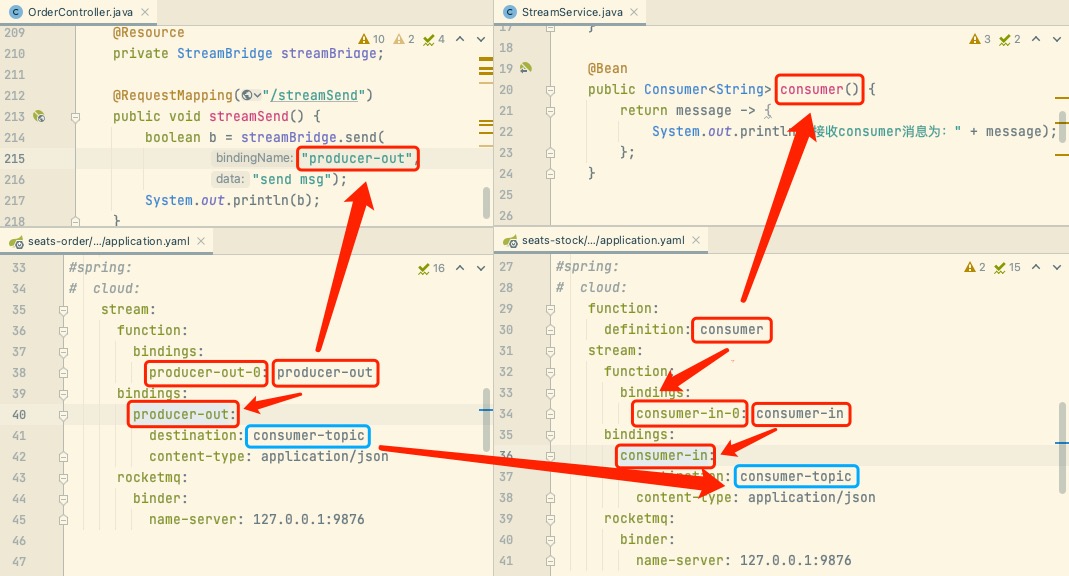 OrderController.java
209 @Resource
10 2 4
210 private StreamBridge streamBridge;
211
212 @RequestMapping("/streamSend")
213 public void streamSend() {
214 boolean b = streamBridge.send(
215 bindingName: "producer-out",
216 data: "send msg");
217 System.out.println(b);
218 }
seats-order/.../application.yaml
33 #spring:
16
34 # cloud:
35 stream:
36 function:
37 bindings:
38 producer-out-0: producer-out
39 bindings:
40 producer-out:
41 destination: consumer-topic
42 content-type: application/json
43 rocketmq:
44 binder:
45 name-server: 127.0.0.1:9876
46
47
StreamService.java
17 }
3 2
18
19 @Bean
20 public Consumer<String> consumer() {
21 return message -> {
22 System.out.println 接收consumer消息为：" + message);
23 };
24 }
25
26
seats-stock/.../application.yaml
27 #spring:
2 15
28 # cloud:
29 function:
30 definition: consumer
31 stream:
32 function:
33 bindings:
34 consumer-in-0: consumer-in
35 bindings:
36 consumer-in:
37 consumer-topic
38 content-type: application/json
39 rocketmq:
40 binder:
41 name-server: 127.0.0.1:9876